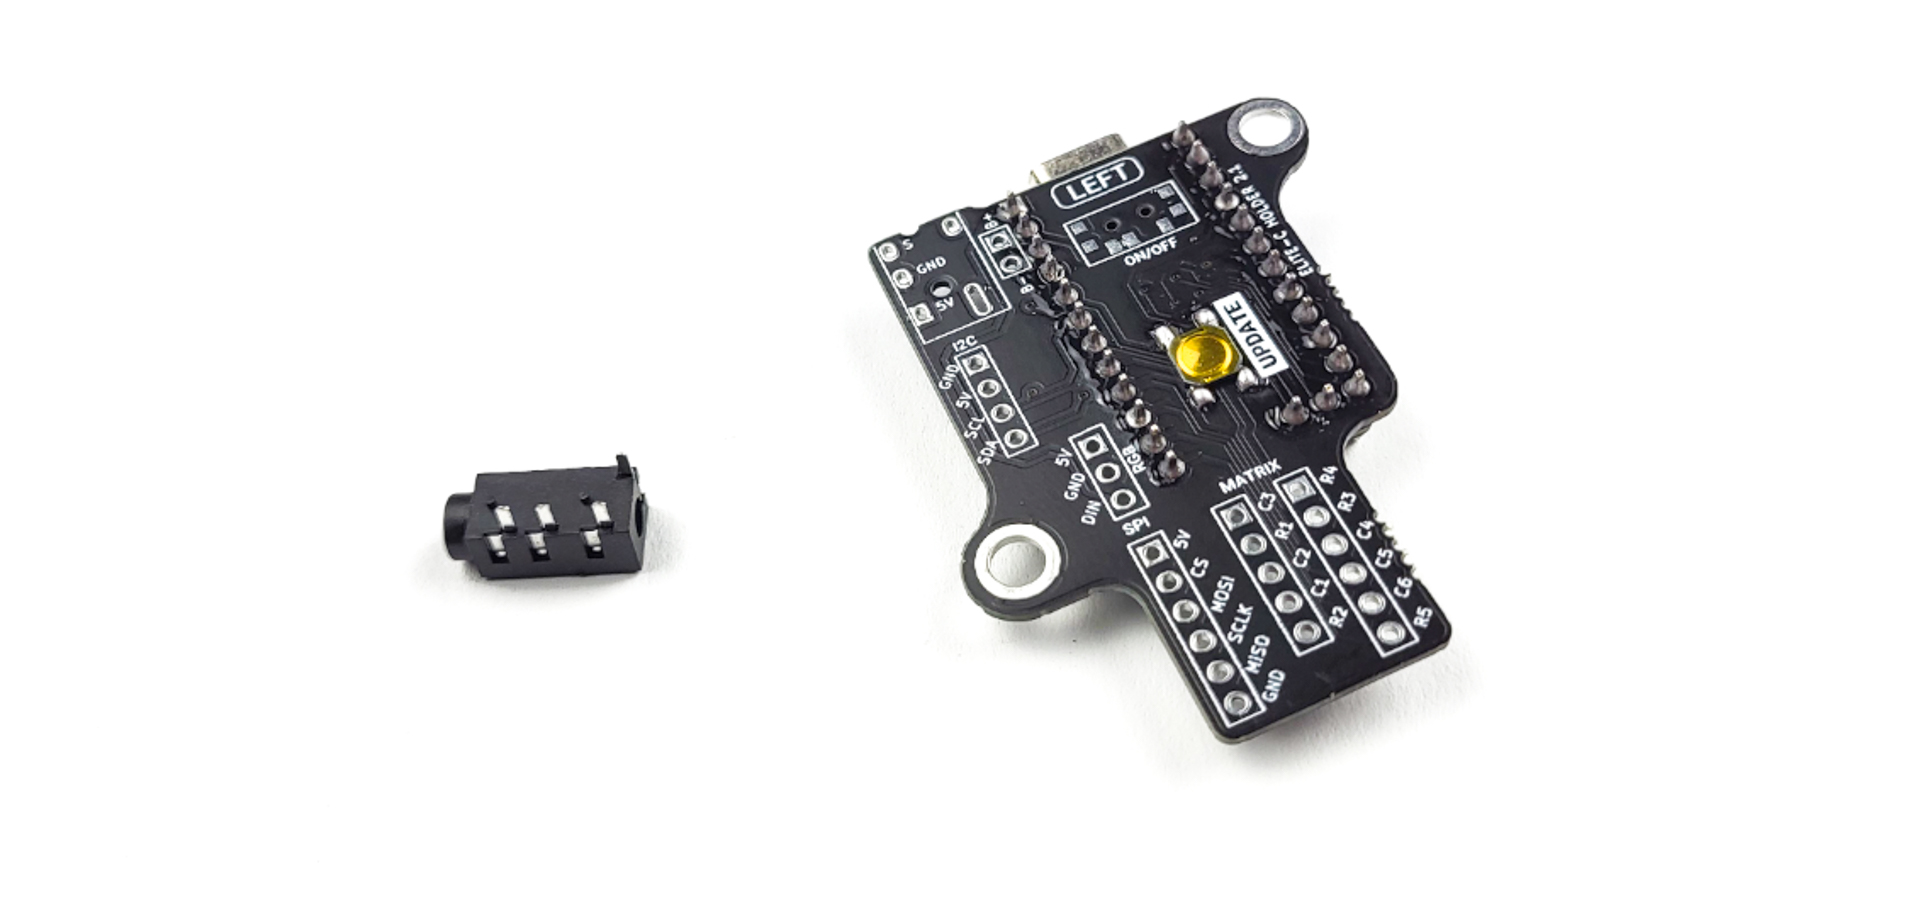 LEFT
ON/OFF
ELITE-C HOLDER 2.1
B+
B-
S
GND
5V
UPDATE
I2C
GND
5V
SCL
SDA
RGB
5V
GND
DIN
MATRIX
C3
R1
C2
C1
R2
R4
R3
C4
C5
C6
R5
SPI
5V
CS
MOSI
SCLK
MISO
GND